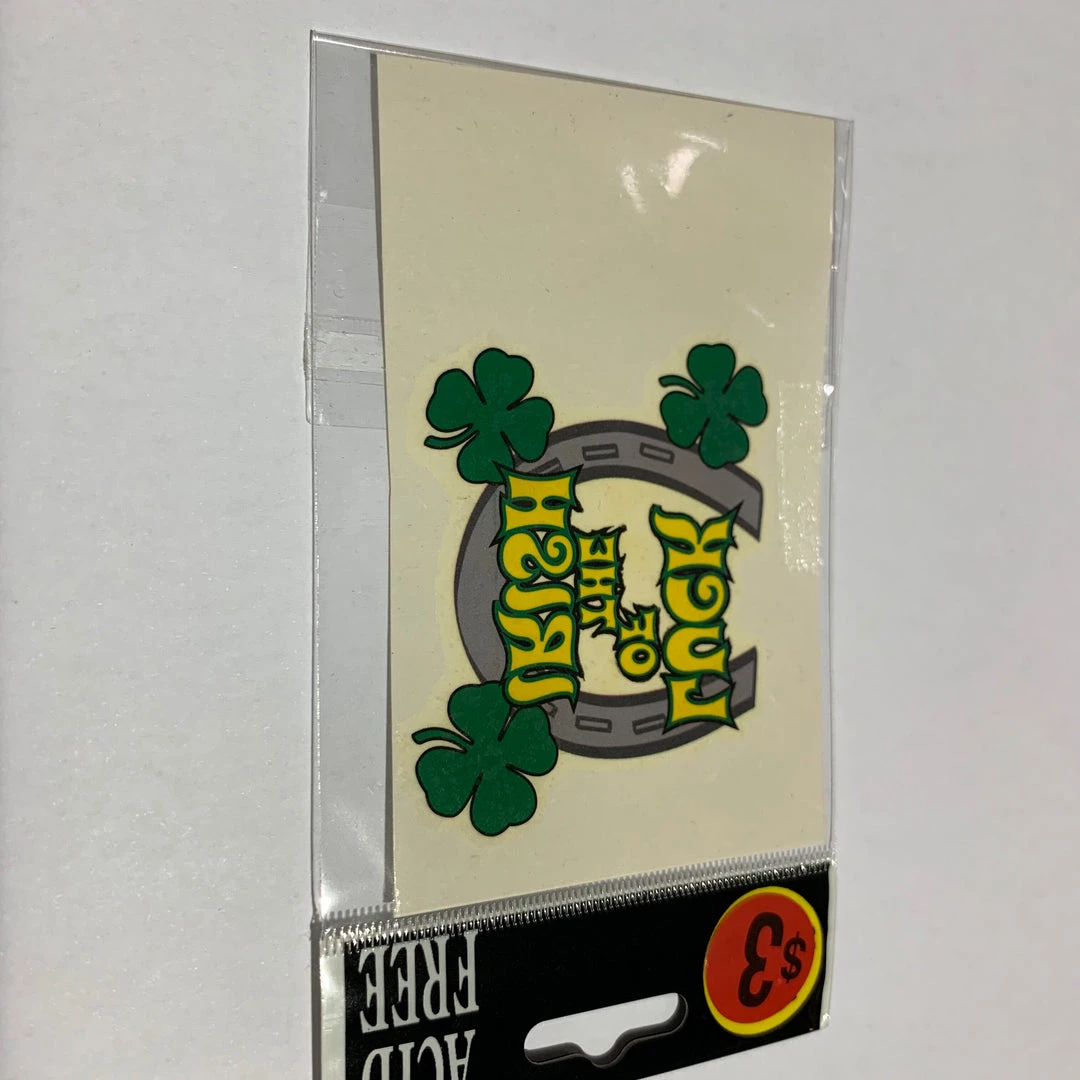 LUCK
OF
THE
IRISH
$3
ACID
FREE